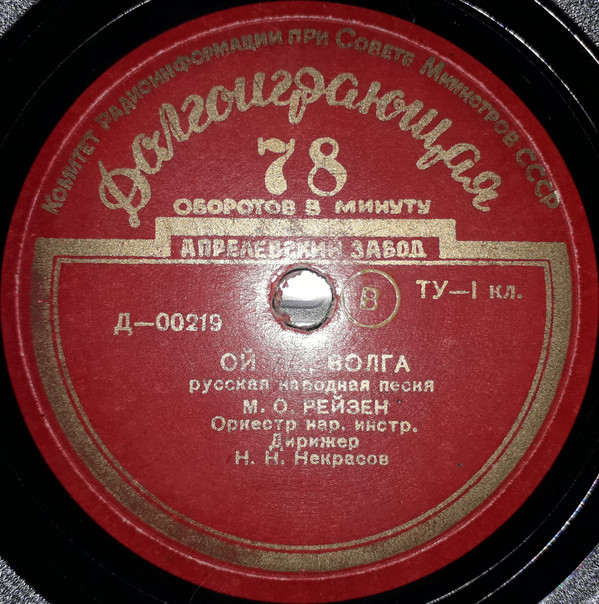 КОМИТЕТ РАДИОИНФОРМАЦИИ ПРИ СОВЕТЕ МИНИСТРОВ СССР
Долгоиграющая
78
ОБОРОТОВ В МИНУТУ
АПРЕЛЕВСКИЙ ЗАВОД
В
ТУ—I кл.
Д—00219
ОЙ ВОЛГА
русская народная песня
М. О. РЕЙЗЕН
Оркестр нар. инстр.
Дирижер
Н. Н. Некрасов